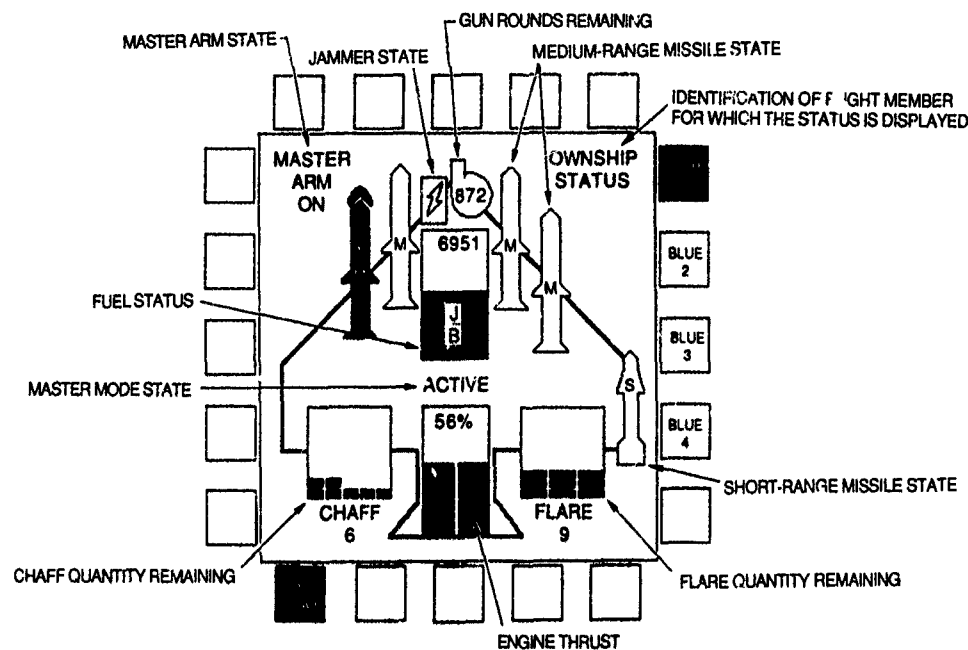 GUN ROUNDS REMAINING
MASTER ARM STATE
JAMMER STATE
MEDIUM-RANGE MISSILE STATE
IDENTIFICATION OF F IGHT MEMBER
FOR WHICH THE STATUS IS DISPLAYED
MASTER
ARM
ON
OWNSHIP
STATUS
872
M
6951
M
M
BLUE
2
FUEL STATUS
J
B
BLUE
3
MASTER MODE STATE
ACTIVE
S
56%
BLUE
4
SHORT-RANGE MISSILE STATE
CHAFF
6
FLARE
9
CHAFF QUANTITY REMAINING
FLARE QUANTITY REMAINING
ENGINE THRUST